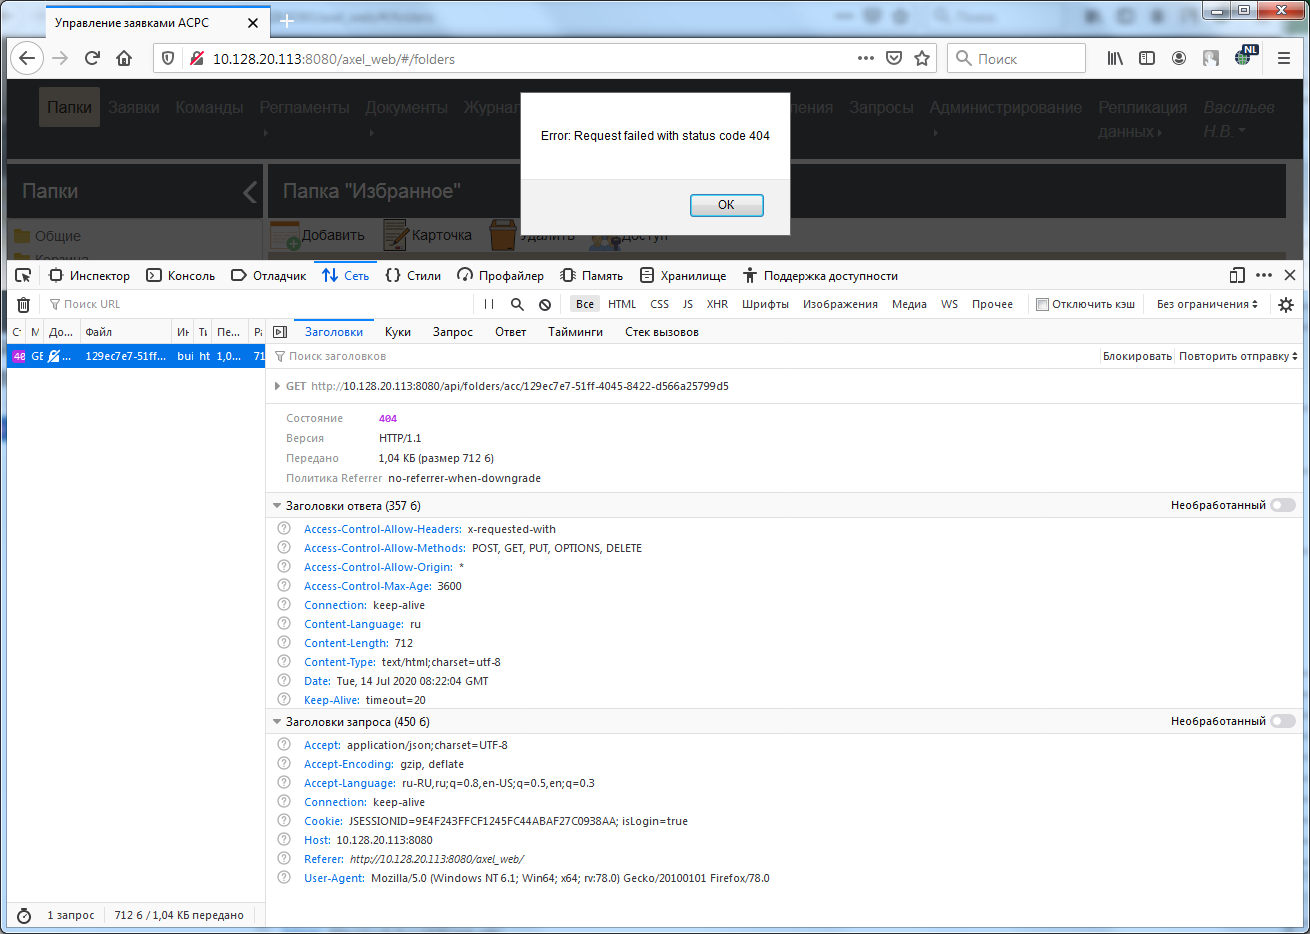 Управление заявками АСРС
10.128.20.113:8080/axel_web/#/folders
Поиск
NL
Папки Заявки Команды Регламенты Документы Журнал ления Запросы Администрирование Репликация данных Васильев Н.В.
Error: Request failed with status code 404
OK
Папки
Папка "Избранное"
Общие
Добавить Карточка Удалить Доступ
Корзина
Инспектор Консоль Отладчик Сеть Стили Профайлер Память Хранилище Поддержка доступности
Поиск URL
Все HTML CSS JS XHR Шрифты Изображения Медиа WS Прочее Отключить кэш Без ограничения
С М До... Файл Ин Ти Пе... Ра
Заголовки Куки Запрос Ответ Тайминги Стек вызовов
40 GE ... 129ec7e7-51ff... bui ht 1,0... 71
Поиск заголовков
Блокировать Повторить отправку
GET http://10.128.20.113:8080/api/folders/acc/129ec7e7-51ff-4045-8422-d566a25799d5
Состояние 404
Версия HTTP/1.1
Передано 1,04 КБ (размер 712 б)
Политика Referrer no-referrer-when-downgrade
Заголовки ответа (357 б)
Необработанный
Access-Control-Allow-Headers: x-requested-with
Access-Control-Allow-Methods: POST, GET, PUT, OPTIONS, DELETE
Access-Control-Allow-Origin: *
Access-Control-Max-Age: 3600
Connection: keep-alive
Content-Language: ru
Content-Length: 712
Content-Type: text/html;charset=utf-8
Date: Tue, 14 Jul 2020 08:22:04 GMT
Keep-Alive: timeout=20
Заголовки запроса (450 б)
Необработанный
Accept: application/json;charset=UTF-8
Accept-Encoding: gzip, deflate
Accept-Language: ru-RU,ru;q=0.8,en-US;q=0.5,en;q=0.3
Connection: keep-alive
Cookie: JSESSIONID=9E4F243FFCF1245FC44ABAF27C0938AA; isLogin=true
Host: 10.128.20.113:8080
Referer: http://10.128.20.113:8080/axel_web/
User-Agent: Mozilla/5.0 (Windows NT 6.1; Win64; x64; rv:78.0) Gecko/20100101 Firefox/78.0
1 запрос 712 б / 1,04 КБ передано